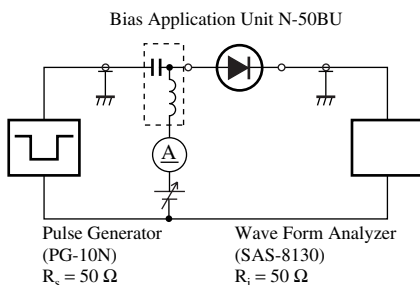 Bias Application Unit N-50BU
A
Pulse Generator
(PG-10N)
Rs = 50 Ω
Wave Form Analyzer
(SAS-8130)
Ri = 50 Ω